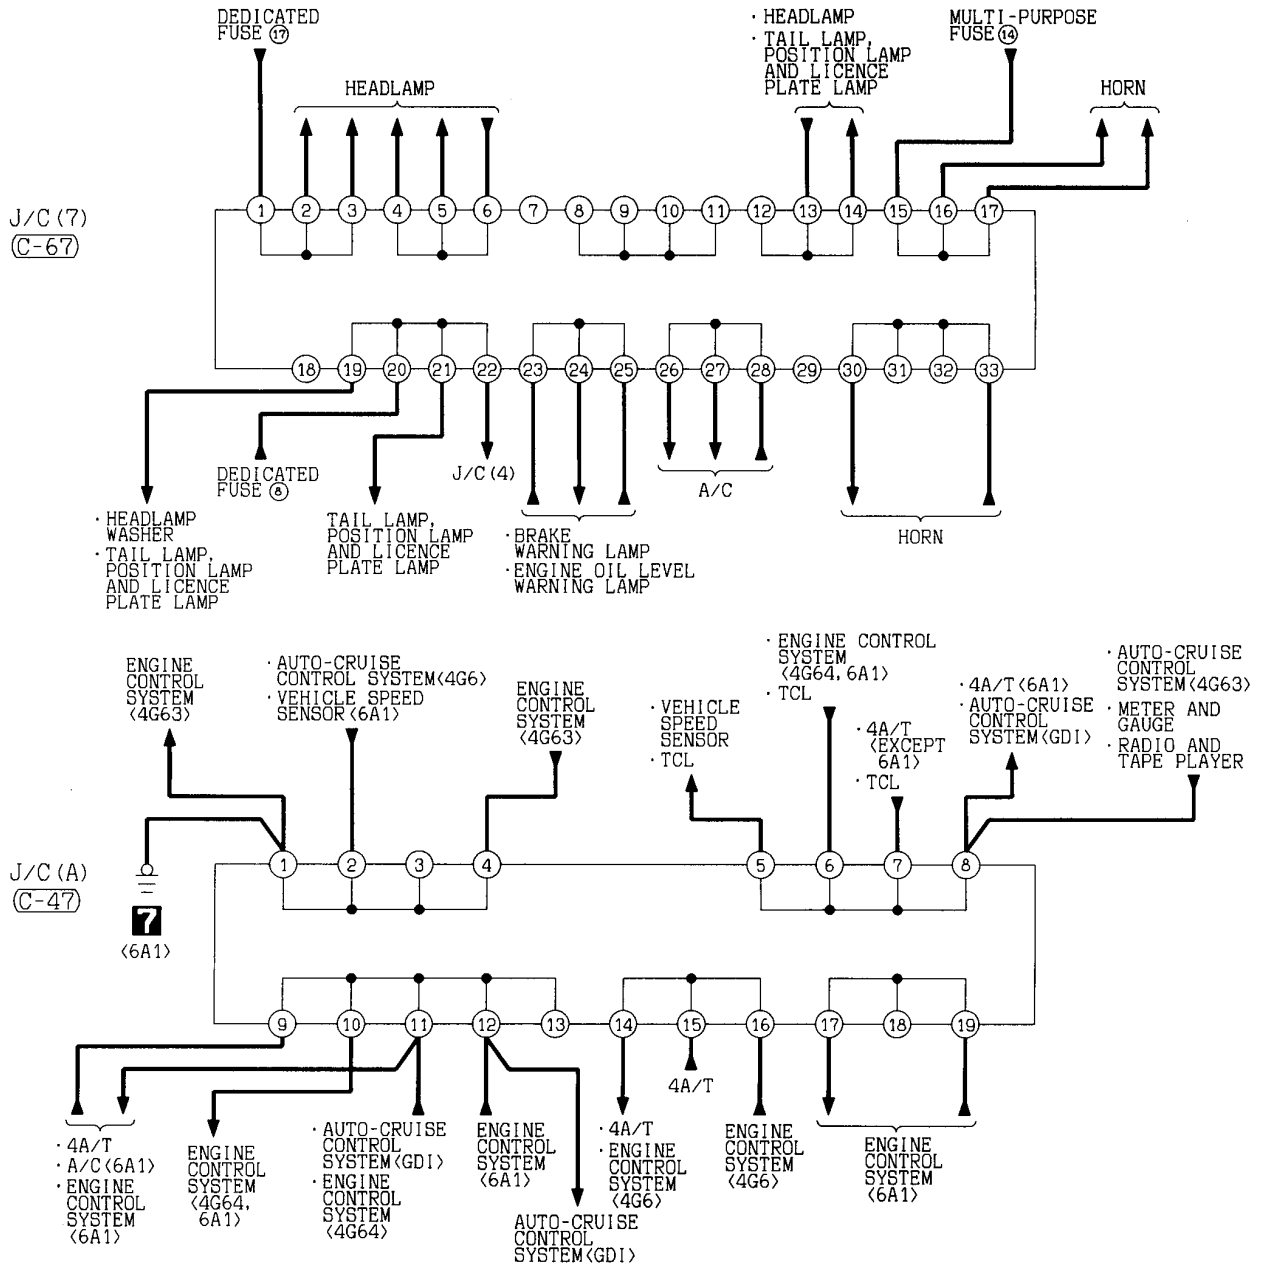 DEDICATED
FUSE ⑰
HEADLAMP
· HEADLAMP
· TAIL LAMP,
POSITION LAMP
AND LICENCE
PLATE LAMP
MULTI-PURPOSE
FUSE ⑭
HORN
J/C (7)
C-67
1 2 3 4 5 6 7 8 9 10 11 12 13 14 15 16 17
18 19 20 21 22 23 24 25 26 27 28 29 30 31 32 33
DEDICATED
FUSE ⑧
J/C (4)
A/C
HORN
· HEADLAMP
WASHER
· TAIL LAMP,
POSITION LAMP
AND LICENCE
PLATE LAMP
TAIL LAMP,
POSITION LAMP
AND LICENCE
PLATE LAMP
· BRAKE
WARNING LAMP
· ENGINE OIL LEVEL
WARNING LAMP
ENGINE
CONTROL
SYSTEM
<4G63>
· AUTO-CRUISE
CONTROL SYSTEM<4G6>
· VEHICLE SPEED
SENSOR<6A1>
ENGINE
CONTROL
SYSTEM
<4G63>
· VEHICLE
SPEED
SENSOR
· TCL
· ENGINE CONTROL
SYSTEM
<4G64, 6A1>
· TCL
· 4A/T
<EXCEPT
6A1>
· TCL
· 4A/T<6A1>
· AUTO-CRUISE
CONTROL
SYSTEM<GDI>
· AUTO-CRUISE
CONTROL
SYSTEM<4G63>
· METER AND
GAUGE
· RADIO AND
TAPE PLAYER
J/C (A)
C-47
7
<6A1>
1 2 3 4 5 6 7 8
9 10 11 12 13 14 15 16 17 18 19
· 4A/T
· A/C<6A1>
· ENGINE
CONTROL
SYSTEM
<6A1>
ENGINE
CONTROL
SYSTEM
<4G64,
6A1>
· AUTO-CRUISE
CONTROL
SYSTEM<GDI>
· ENGINE
CONTROL
SYSTEM
<4G64>
ENGINE
CONTROL
SYSTEM
<6A1>
AUTO-CRUISE
CONTROL
SYSTEM<GDI>
· 4A/T
· ENGINE
CONTROL
SYSTEM
<4G6>
4A/T
ENGINE
CONTROL
SYSTEM
<4G6>
ENGINE
CONTROL
SYSTEM
<6A1>